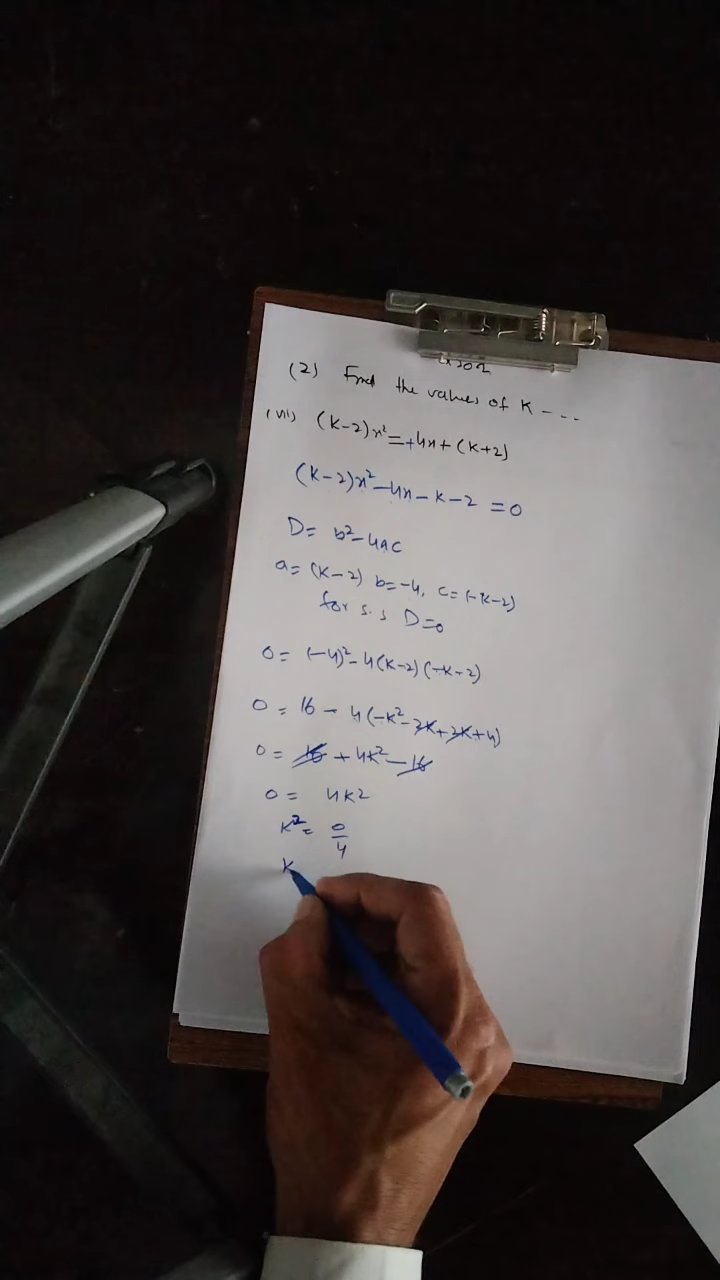 (2) Find the values of K ----
(vii) (K-2)x² = +4x + (K+2)
(K-2)x² - 4x - K - 2 = 0
D = b² - 4AC
a = (K-2) b = -4, c = (-K-2)
for s.s D = 0
0 = (-4)² - 4(K-2)(-K-2)
0 = 16 - 4(-K² - 2K + 2K + 4)
0 = 16 + 4K² - 16
0 = 4K2
K² = 0/4
K